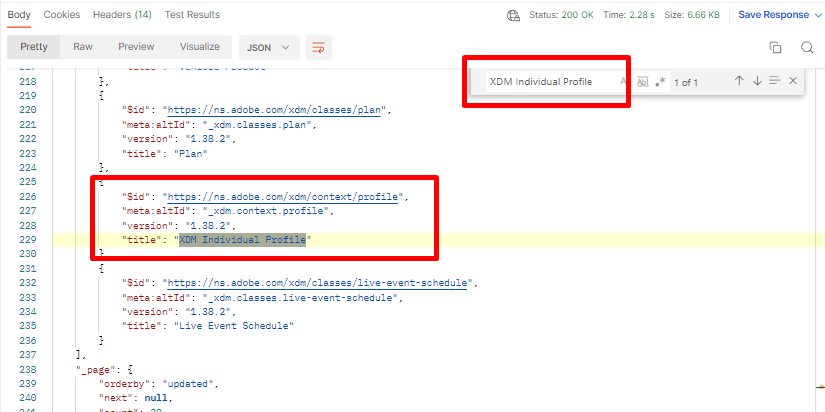 Body Cookies Headers (14) Test Results Status: 200 OK Time: 2.28 s Size: 6.66 KB Save Response
Pretty Raw Preview Visualize JSON
XDM Individual Profile 1 of 1
218 },
219 {
220 "$id": "https://ns.adobe.com/xdm/classes/plan",
221 "meta:altId": "_xdm.classes.plan",
222 "version": "1.38.2",
223 "title": "Plan"
224 },
225 {
226 "$id": "https://ns.adobe.com/xdm/context/profile",
227 "meta:altId": "_xdm.context.profile",
228 "version": "1.38.2",
229 "title": "XDM Individual Profile"
230 }
231 {
232 "$id": "https://ns.adobe.com/xdm/classes/live-event-schedule",
233 "meta:altId": "_xdm.classes.live-event-schedule",
234 "version": "1.38.2",
235 "title": "Live Event Schedule"
236 }
237 ],
238 "_page": {
239 "orderby": "updated",
240 "next": null,